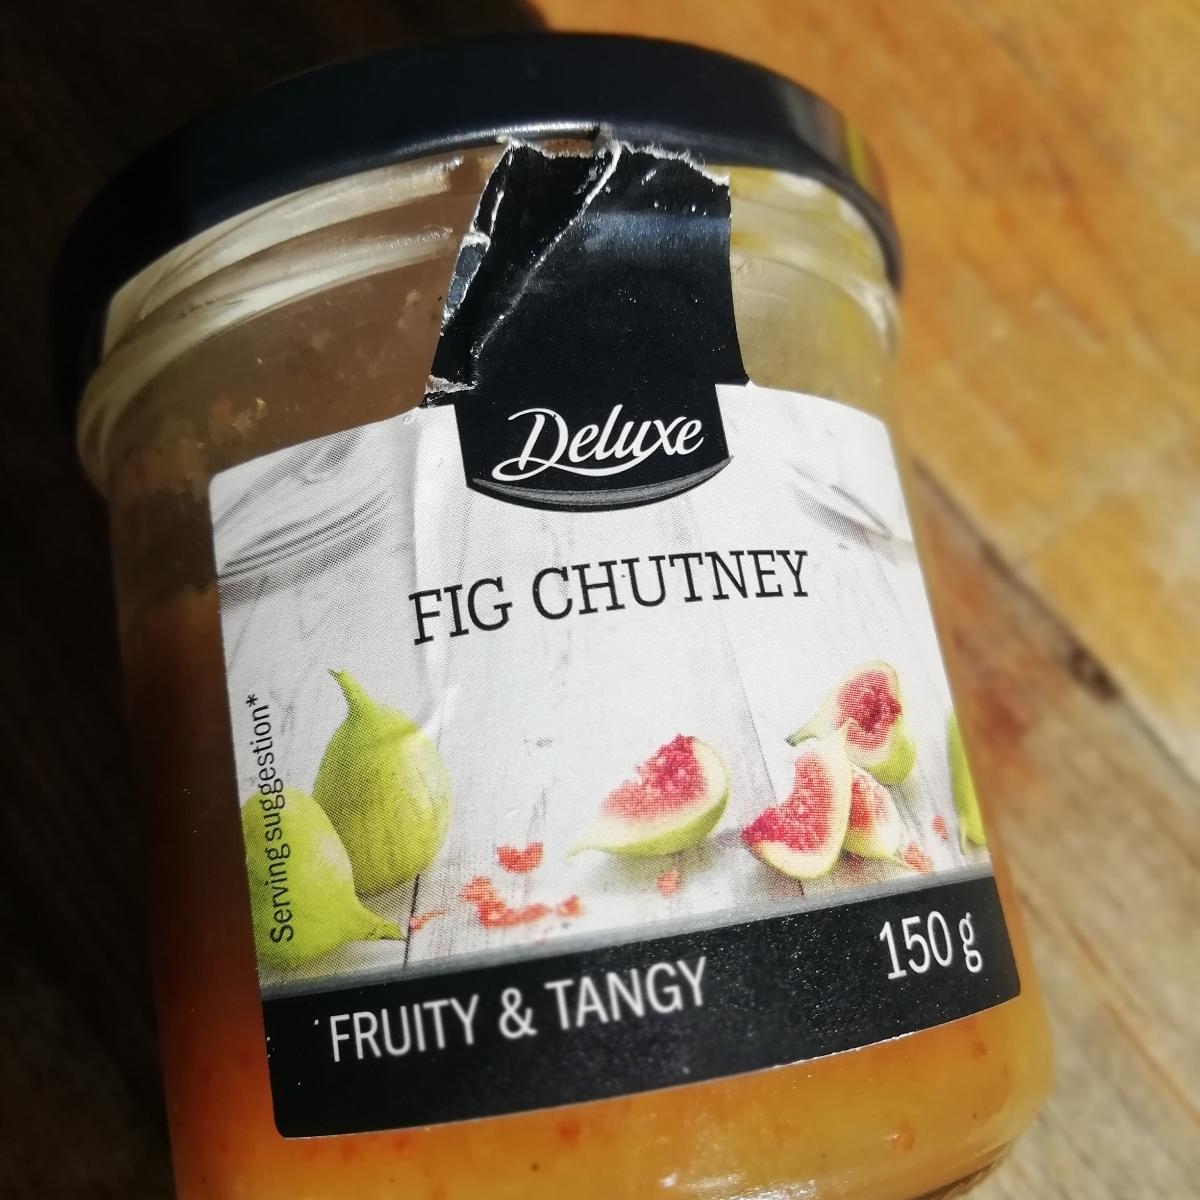 Deluxe
FIG CHUTNEY
Serving suggestion*
FRUITY & TANGY
150 g